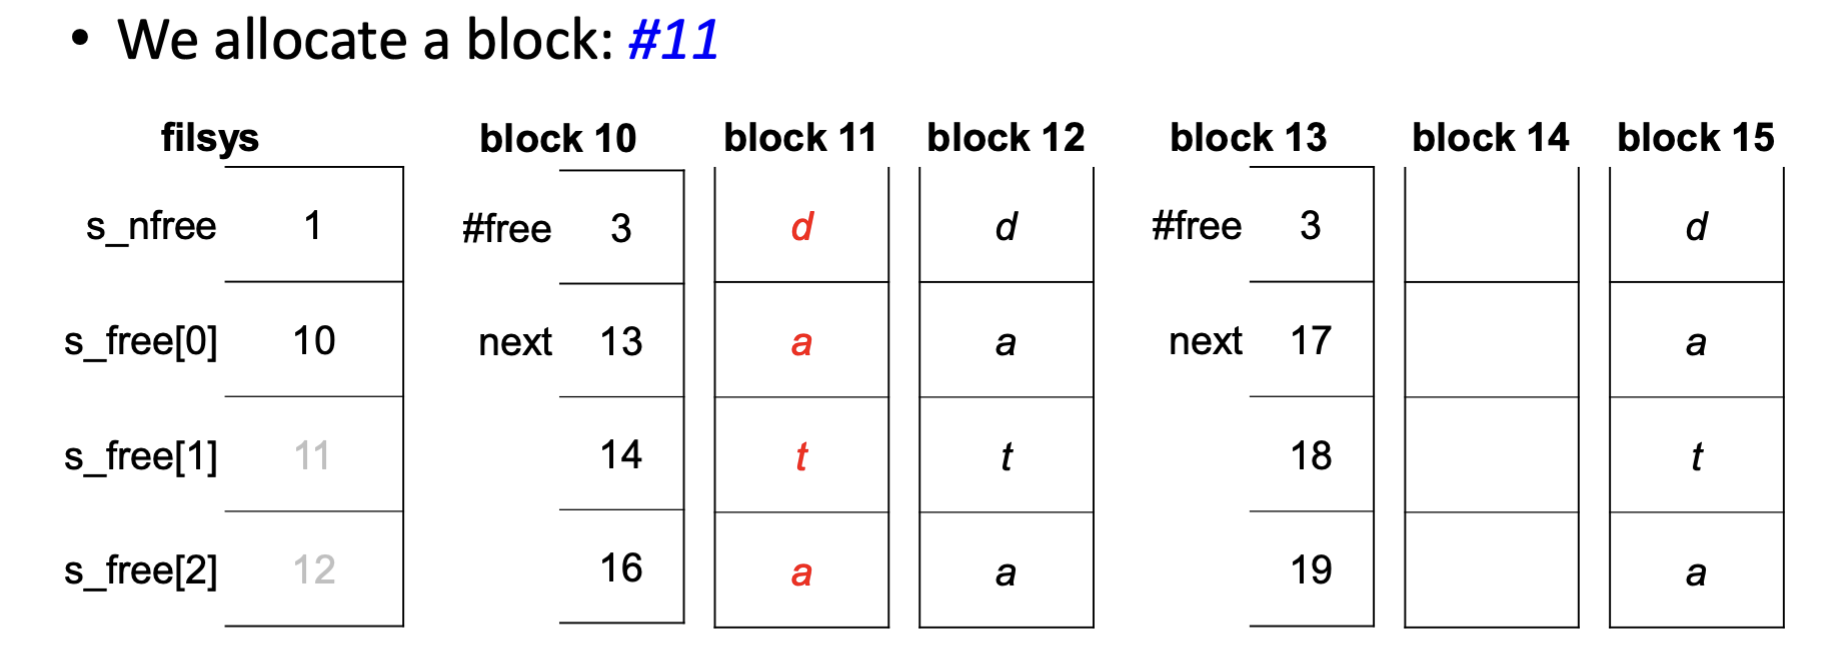 • We allocate a block: #11
filsys block 10 block 11 block 12 block 13 block 14 block 15
s_nfree 1 #free 3 d d #free 3 d
s_free[0] 10 next 13 a a next 17 a
s_free[1] 11 14 t t 18 t
s_free[2] 12 16 a a 19 a